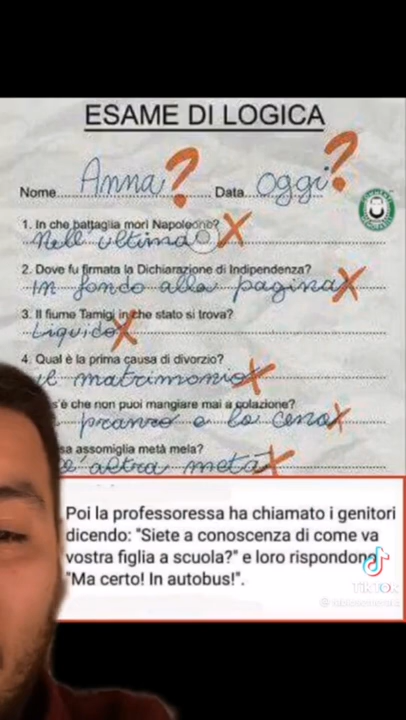 ESAME DI LOGICA
Nome Anna? Data oggi?
1. In che battaglia morì Napoleone?
Nell'ultima
2. Dove fu firmata la Dichiarazione di Indipendenza?
In fondo alla pagina
3. Il fiume Tamigi in che stato si trova?
Liquido
4. Qual è la prima causa di divorzio?
il matrimonio
s'è che non puoi mangiare mai a colazione?
pranzo e la cena
sa assomiglia metà mela?
l'altra metà
Poi la professoressa ha chiamato i genitori
dicendo: "Siete a conoscenza di come va
vostra figlia a scuola?" e loro rispondono
"Ma certo! In autobus!".
TikTok